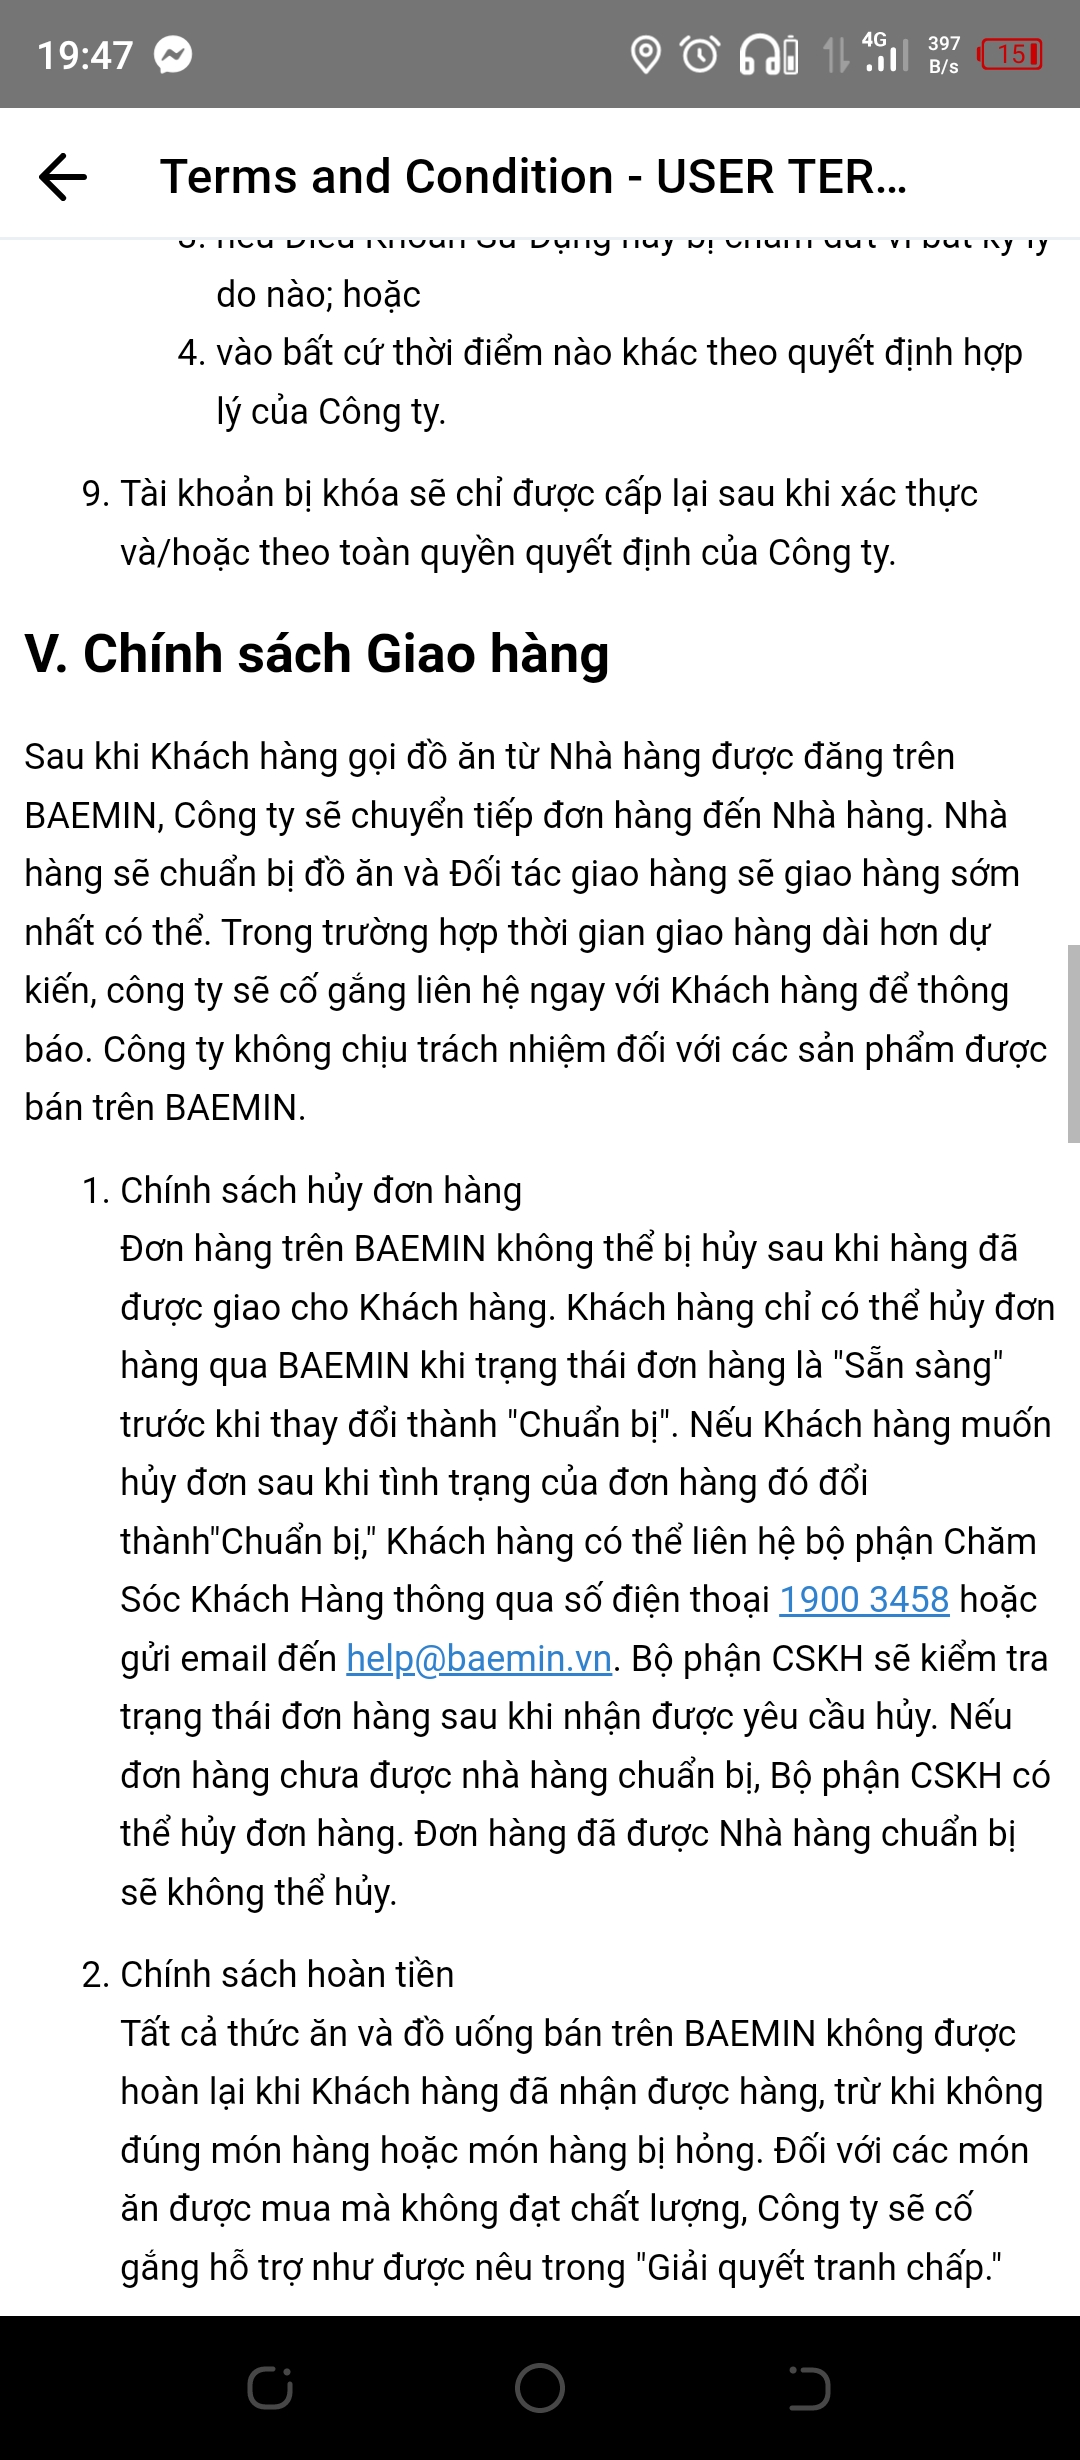 19:47
4G
397
B/s
15
Terms and Condition - USER TER...
3. nếu Điều Khoản Sử Dụng này bị chấm dứt vì bất kỳ lý
do nào; hoặc
4. vào bất cứ thời điểm nào khác theo quyết định hợp
lý của Công ty.
9. Tài khoản bị khóa sẽ chỉ được cấp lại sau khi xác thực
và/hoặc theo toàn quyền quyết định của Công ty.
V. Chính sách Giao hàng
Sau khi Khách hàng gọi đồ ăn từ Nhà hàng được đăng trên
BAEMIN, Công ty sẽ chuyển tiếp đơn hàng đến Nhà hàng. Nhà
hàng sẽ chuẩn bị đồ ăn và Đối tác giao hàng sẽ giao hàng sớm
nhất có thể. Trong trường hợp thời gian giao hàng dài hơn dự
kiến, công ty sẽ cố gắng liên hệ ngay với Khách hàng để thông
báo. Công ty không chịu trách nhiệm đối với các sản phẩm được
bán trên BAEMIN.
1. Chính sách hủy đơn hàng
Đơn hàng trên BAEMIN không thể bị hủy sau khi hàng đã
được giao cho Khách hàng. Khách hàng chỉ có thể hủy đơn
hàng qua BAEMIN khi trạng thái đơn hàng là "Sẵn sàng"
trước khi thay đổi thành "Chuẩn bị". Nếu Khách hàng muốn
hủy đơn sau khi tình trạng của đơn hàng đó đổi
thành"Chuẩn bị," Khách hàng có thể liên hệ bộ phận Chăm
Sóc Khách Hàng thông qua số điện thoại 1900 3458 hoặc
gửi email đến help@baemin.vn. Bộ phận CSKH sẽ kiểm tra
trạng thái đơn hàng sau khi nhận được yêu cầu hủy. Nếu
đơn hàng chưa được nhà hàng chuẩn bị, Bộ phận CSKH có
thể hủy đơn hàng. Đơn hàng đã được Nhà hàng chuẩn bị
sẽ không thể hủy.
2. Chính sách hoàn tiền
Tất cả thức ăn và đồ uống bán trên BAEMIN không được
hoàn lại khi Khách hàng đã nhận được hàng, trừ khi không
đúng món hàng hoặc món hàng bị hỏng. Đối với các món
ăn được mua mà không đạt chất lượng, Công ty sẽ cố
gắng hỗ trợ như được nêu trong "Giải quyết tranh chấp."